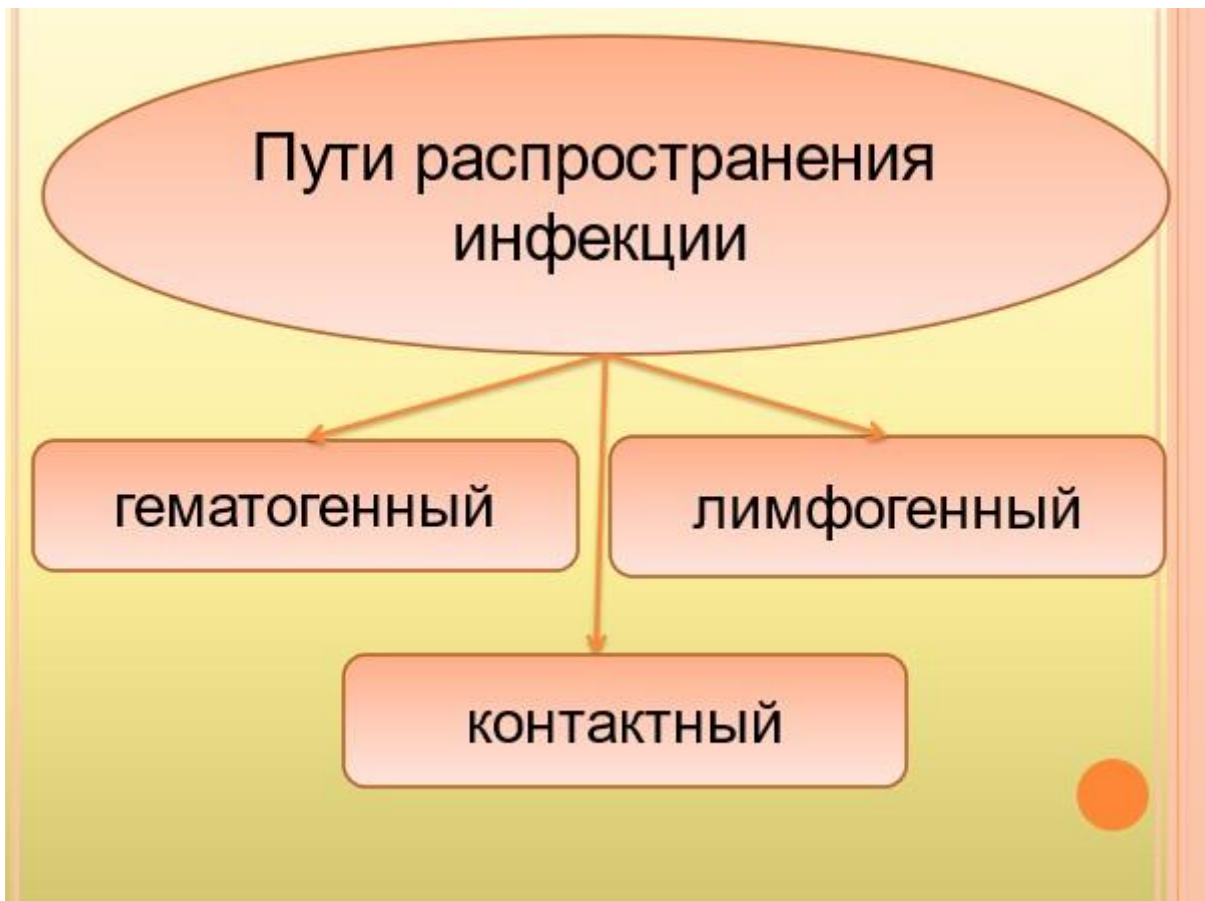 Пути распространения
инфекции
гематогенный
лимфогенный
контактный